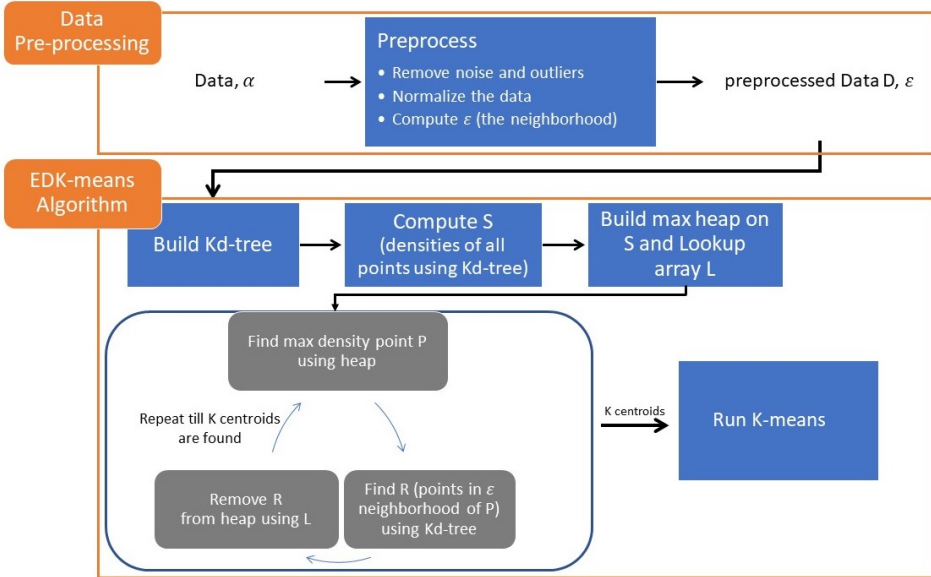 Data
Pre-processing
Data, α
Preprocess
• Remove noise and outliers
• Normalize the data
• Compute ε (the neighborhood)
preprocessed Data D, ε
EDK-means
Algorithm
Build Kd-tree
Compute S
(densities of all
points using Kd-tree)
Build max heap on
S and Lookup
array L
Find max density point P
using heap
Repeat till K centroids
are found
Remove R
from heap using L
Find R (points in ε
neighborhood of P)
using Kd-tree
K centroids
Run K-means